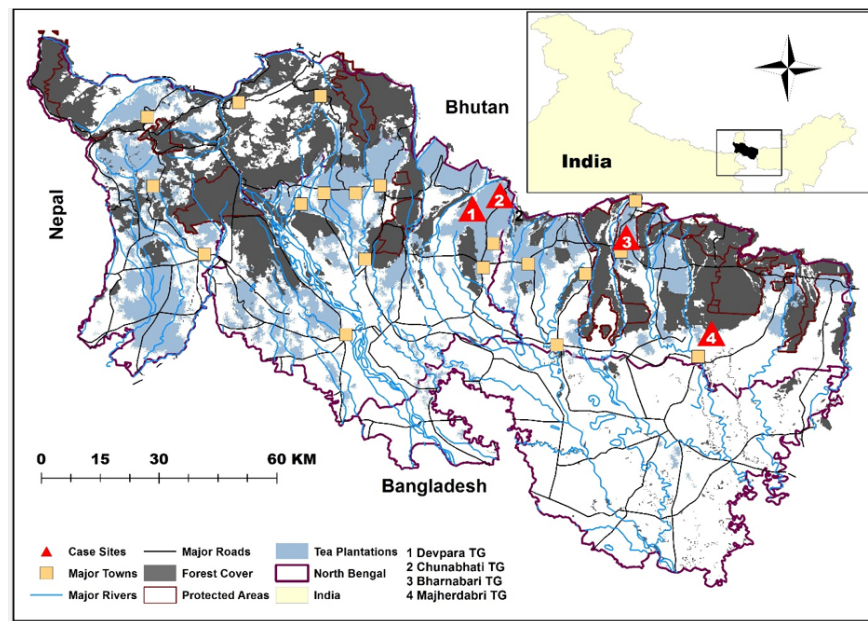 Bhutan
India
Nepal
1
2
2
3
4
0 15 30 60 KM
Bangladesh
Case Sites
Major Roads
Tea Plantations
1 Devpara TG
Major Towns
Forest Cover
North Bengal
2 Chunabhati TG
3 Bharnabari TG
Major Rivers
Protected Areas
India
4 Majherdabri TG